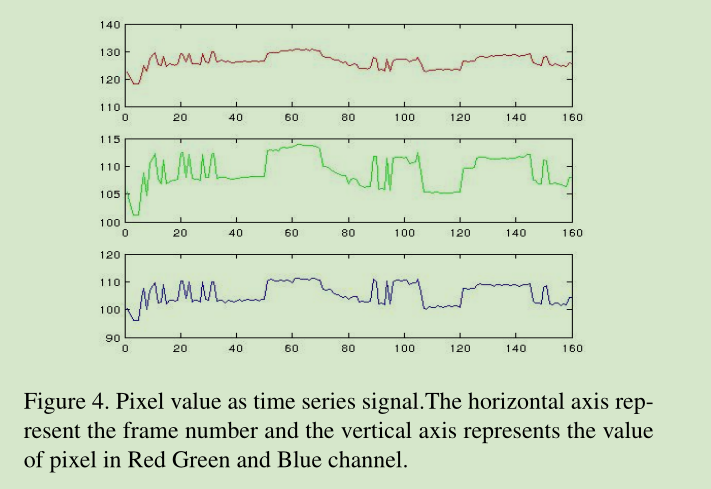 140
130
120
110
0 20 40 60 80 100 120 140 160
115
110
105
100
0 20 40 60 80 100 120 140 160
120
110
100
90
0 20 40 60 80 100 120 140 160
Figure 4. Pixel value as time series signal.The horizontal axis rep-
resent the frame number and the vertical axis represents the value
of pixel in Red Green and Blue channel.